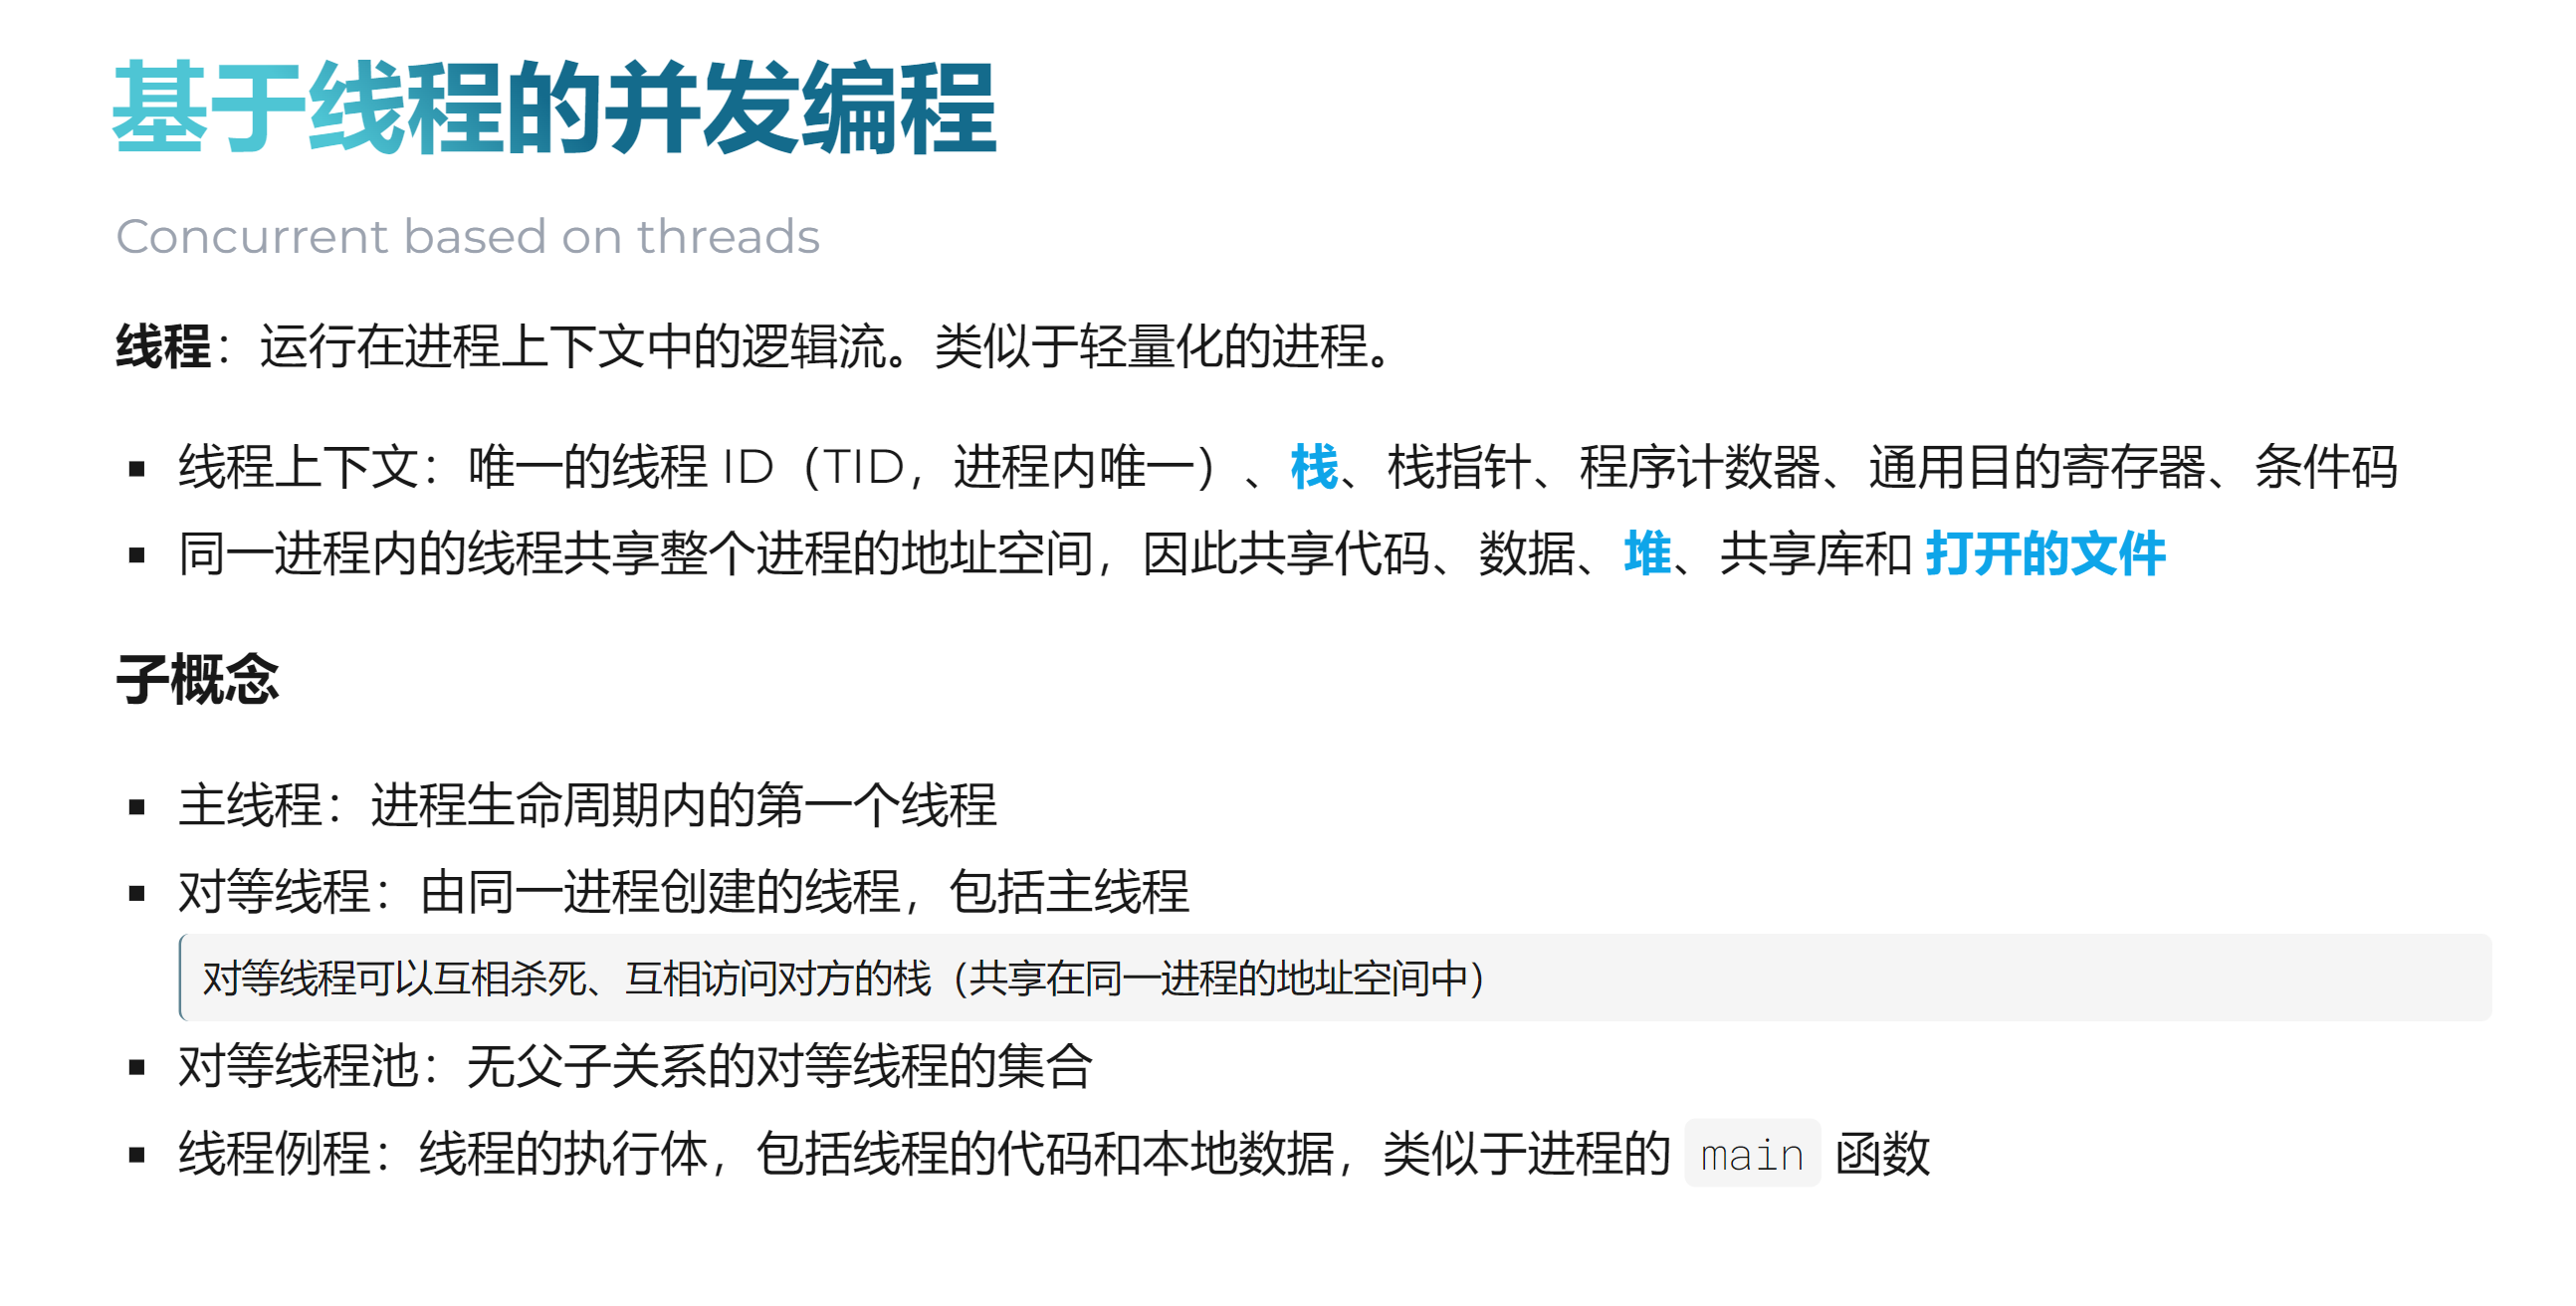 基于线程的并发编程
Concurrent based on threads
线程：运行在进程上下文中的逻辑流。类似于轻量化的进程。
线程上下文：唯一的线程 ID（TID，进程内唯一）、栈、栈指针、程序计数器、通用目的寄存器、条件码
同一进程内的线程共享整个进程的地址空间，因此共享代码、数据、堆、共享库和 打开的文件
子概念
主线程：进程生命周期内的第一个线程
对等线程：由同一进程创建的线程，包括主线程
对等线程可以互相杀死、互相访问对方的栈（共享在同一进程的地址空间中）
对等线程池：无父子关系的对等线程的集合
线程例程：线程的执行体，包括线程的代码和本地数据，类似于进程的 main 函数